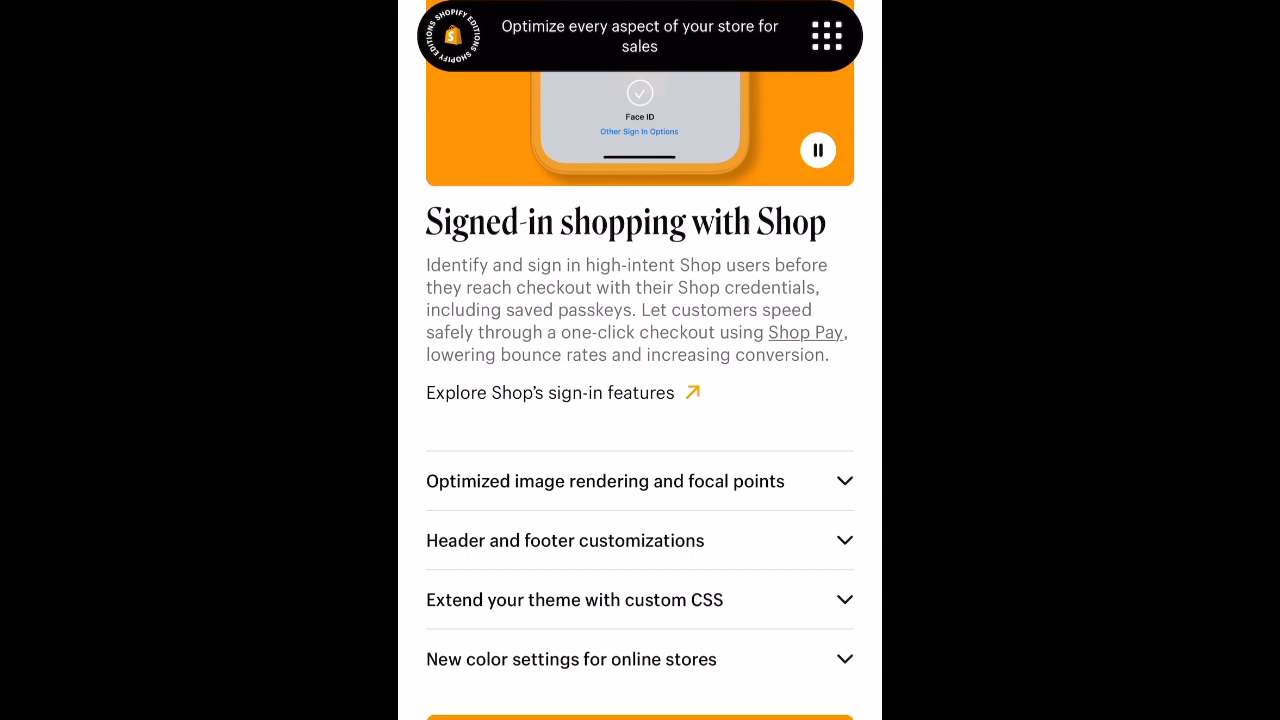 SHOPIFY EDITIONS SHOPIFY EDITIONS
Optimize every aspect of your store for
sales
Face ID
Other Sign In Options
Signed-in shopping with Shop
Identify and sign in high-intent Shop users before
they reach checkout with their Shop credentials,
including saved passkeys. Let customers speed
safely through a one-click checkout using Shop Pay,
lowering bounce rates and increasing conversion.
Explore Shop's sign-in features
Optimized image rendering and focal points
Header and footer customizations
Extend your theme with custom CSS
New color settings for online stores